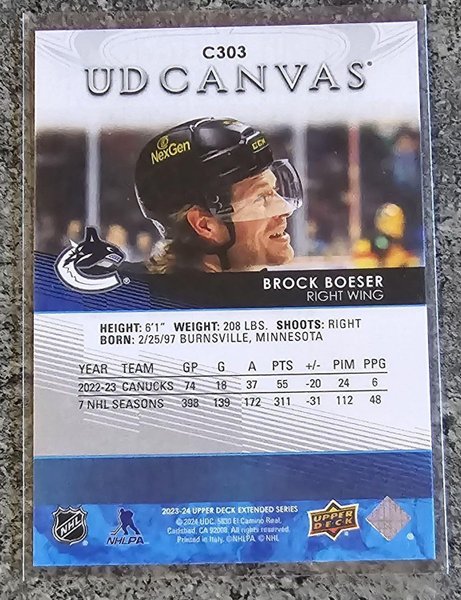 C303
UD CANVAS
NexGen
CCM
BROCK BOESER
RIGHT WING
HEIGHT: 6'1" WEIGHT: 208 LBS. SHOOTS: RIGHT
BORN: 2/25/97 BURNSVILLE, MINNESOTA
YEAR TEAM GP G A PTS +/- PIM PPG
2022-23 CANUCKS 74 18 37 55 -20 24 6
7 NHL SEASONS 398 139 172 311 -31 112 48
2023-24 UPPER DECK EXTENDED SERIES
© 2024 UDC. 5830 El Camino Real,
Carlsbad, CA 92008. All rights reserved.
Printed in Italy. ©NHLPA © NHL
NHL
NHLPA
UPPER DECK